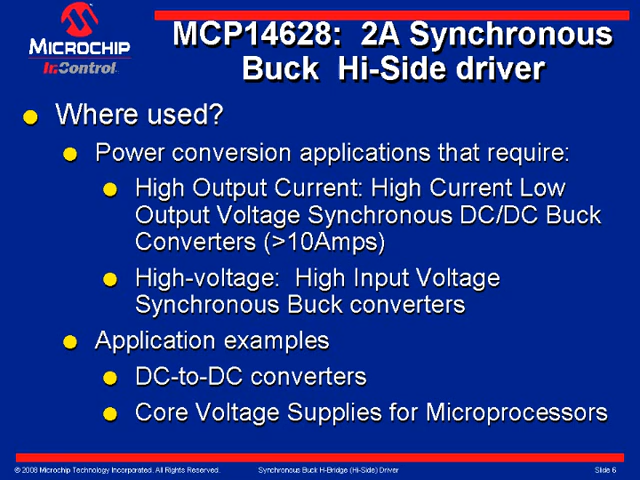 MICROCHIP
In Control
MCP14628:  2A Synchronous
Buck  Hi-Side driver
Where used?
Power conversion applications that require:
High Output Current: High Current Low
Output Voltage Synchronous DC/DC Buck
Converters (>10Amps)
High-voltage:  High Input Voltage
Synchronous Buck converters
Application examples
DC-to-DC converters
Core Voltage Supplies for Microprocessors
© 2008 Microchip Technology Incorporated. All Rights Reserved.
Synchronous Buck H-Bridge (Hi-Side) Driver
Slide 6